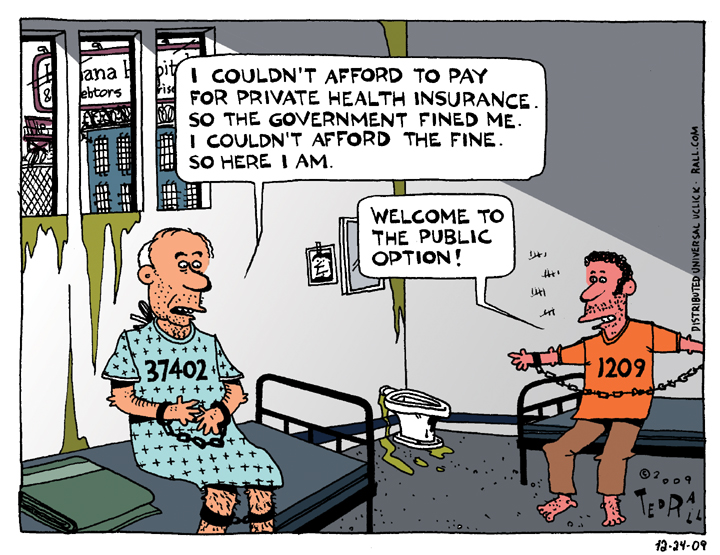 ana
ebtors
I COULDN'T AFFORD TO PAY
FOR PRIVATE HEALTH INSURANCE.
SO THE GOVERNMENT FINED ME.
I COULDN'T AFFORD THE FINE.
SO HERE I AM.
WELCOME TO
THE PUBLIC
OPTION!
37402
1209
DISTRIBUTED UNIVERSAL UCLICK - RALL.COM
©2009
TED RALL
12-24-09